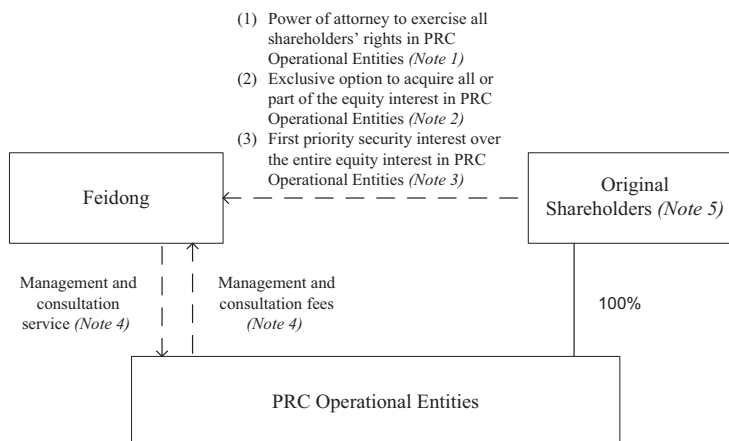 (1) Power of attorney to exercise all
shareholders’ rights in PRC
Operational Entities (Note 1)
(2) Exclusive option to acquire all or
part of the equity interest in PRC
Operational Entities (Note 2)
(3) First priority security interest over
the entire equity interest in PRC
Operational Entities (Note 3)
Feidong
Original
Shareholders (Note 5)
Management and
consultation
service (Note 4)
Management and
consultation fees
(Note 4)
100%
PRC Operational Entities